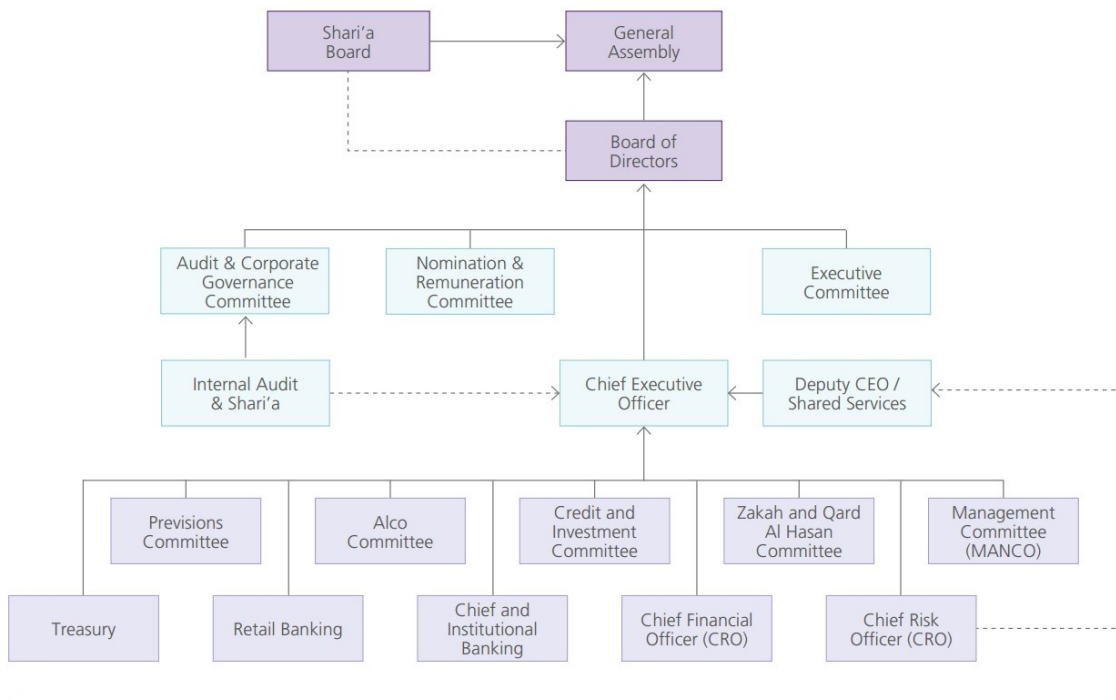 Shari'a
Board
General
Assembly
Board of
Directors
Audit & Corporate
Governance
Committee
Nomination &
Remuneration
Committee
Executive
Committee
Internal Audit
& Shari'a
Chief Executive
Officer
Deputy CEO /
Shared Services
Previsions
Committee
Alco
Committee
Credit and
Investment
Committee
Zakah and Qard
Al Hasan
Committee
Management
Committee
(MANCO)
Treasury
Retail Banking
Chief and
Institutional
Banking
Chief Financial
Officer (CRO)
Chief Risk
Officer (CRO)